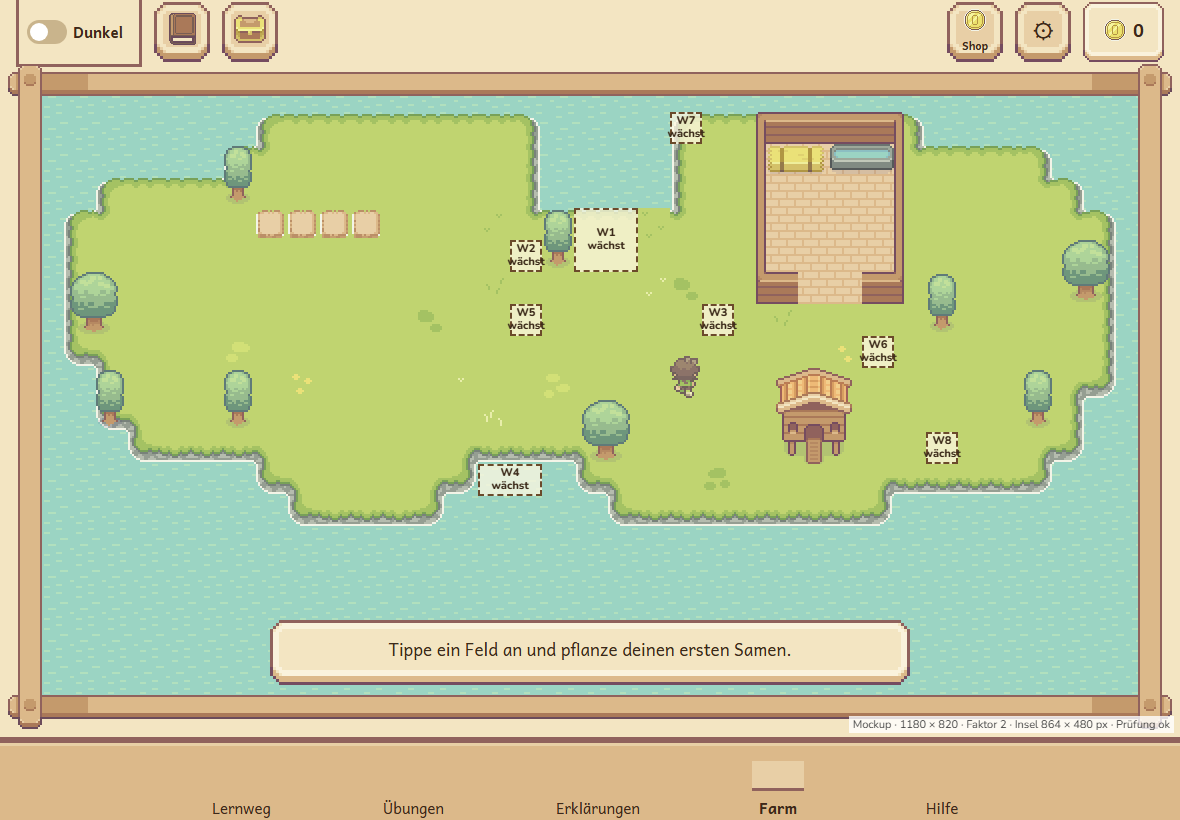 Dunkel
Shop
0
W7
wächst
W1
wächst
W2
wächst
W5
wächst
W3
wächst
W6
wächst
W8
wächst
W4
wächst
Tippe ein Feld an und pflanze deinen ersten Samen.
Mockup · 1180 × 820 · Faktor 2 · Insel 864 × 480 px · Prüfung ok
Lernweg
Übungen
Erklärungen
Farm
Hilfe